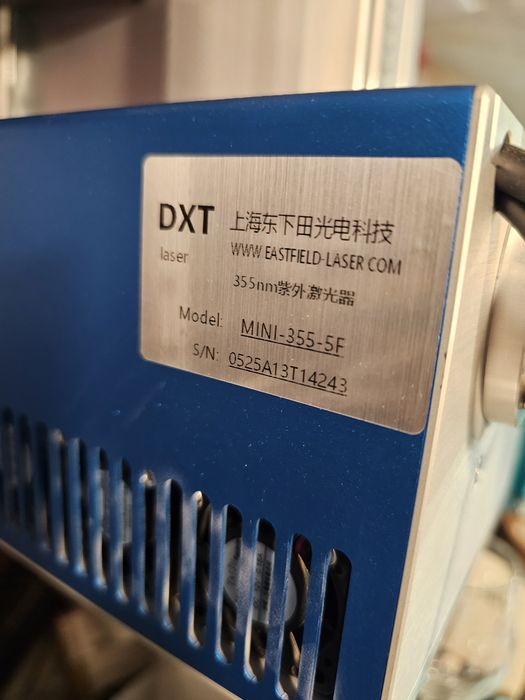 DXT 上海东下田光电科技
laser WWW EASTFIELD-LASER COM
355nm紫外激光器
Model: MINI-355-5F
S/N: 0525A13T14243